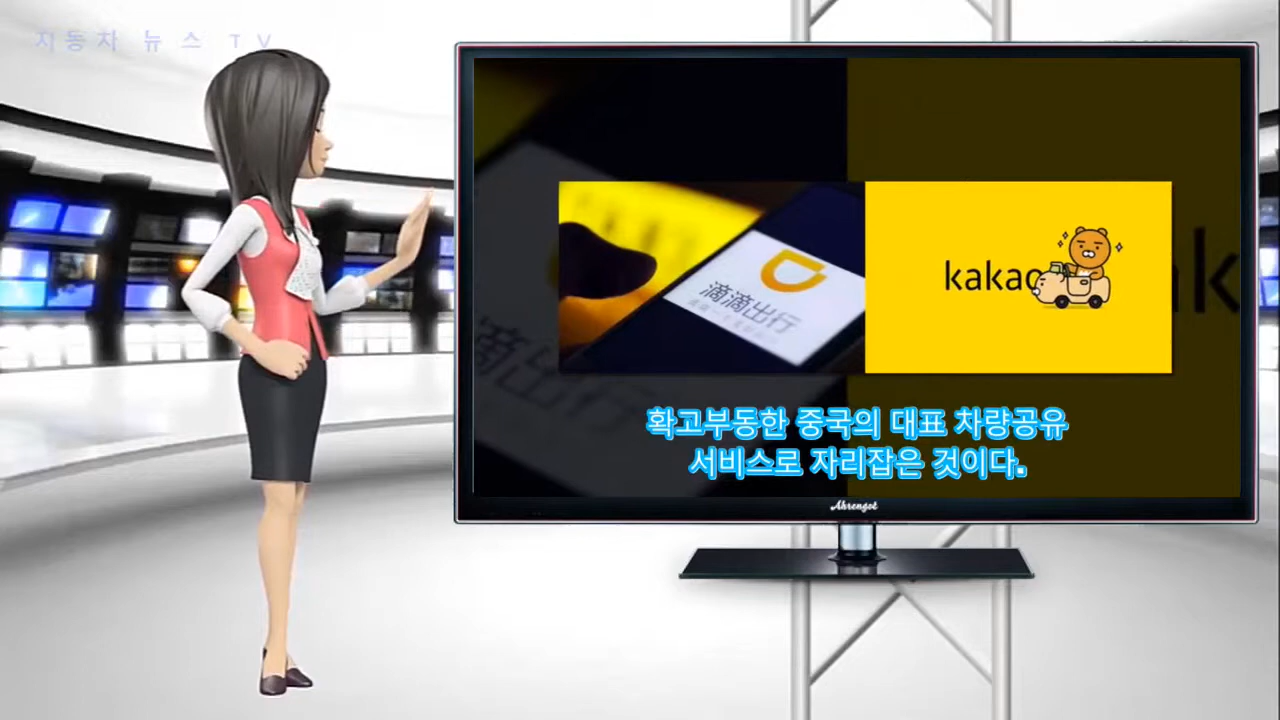 지동차 뉴스 TV
滴滴出行
kakao
확고부동한 중국의 대표 차량공유
서비스로 자리잡은 것이다.
Ahrengot